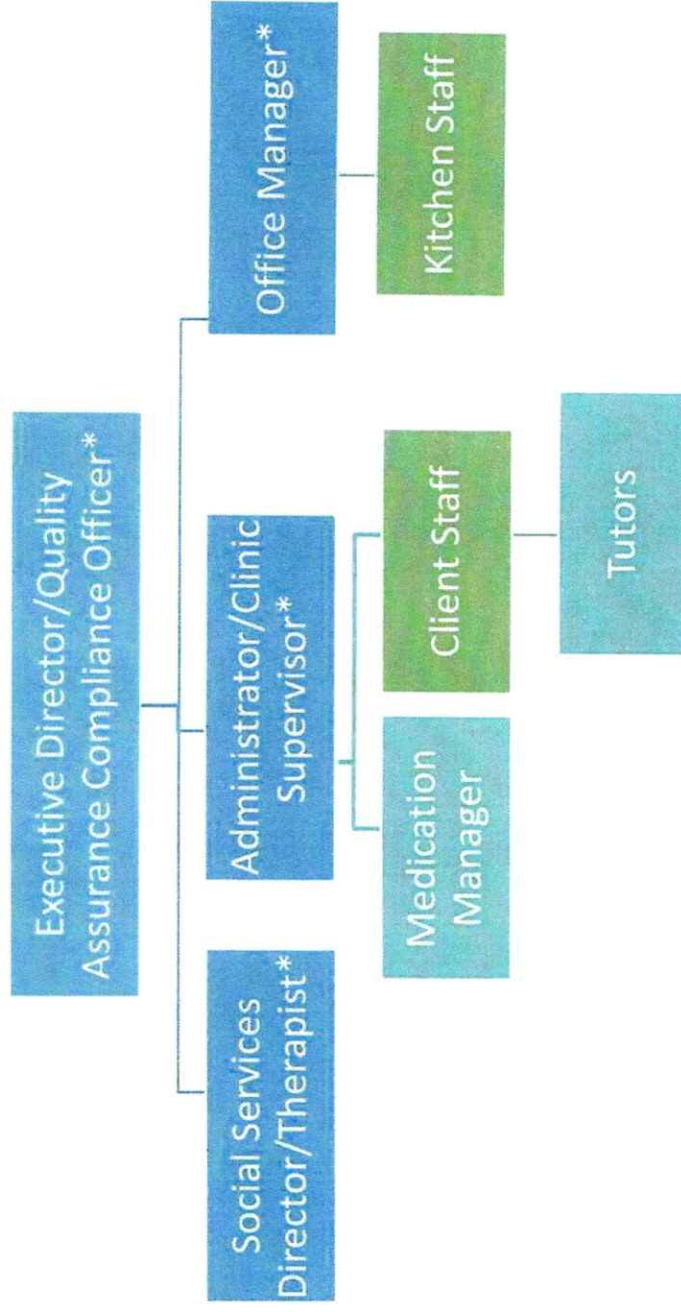 Executive Director/Quality
Assurance Compliance Officer*
Social Services
Director/Therapist*
Administrator/Clinic
Supervisor*
Office Manager*
Medication
Manager
Client Staff
Kitchen Staff
Tutors